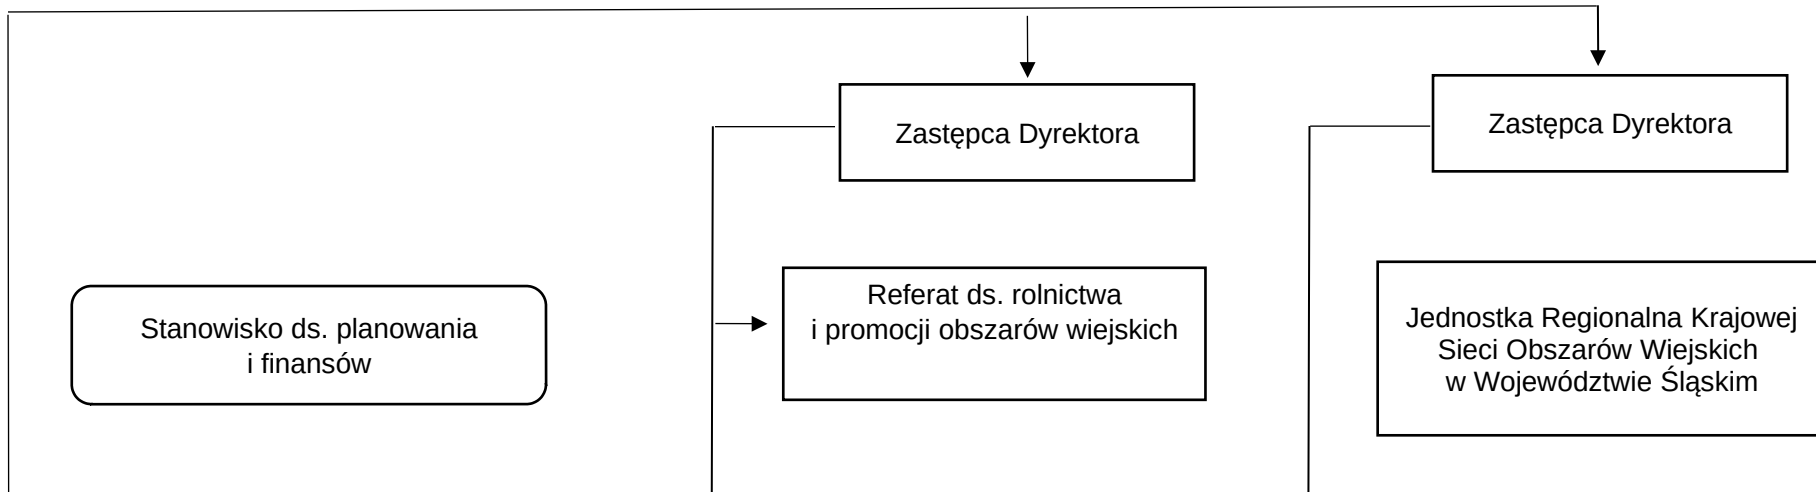 Zastępca Dyrektora
Zastępca Dyrektora
Stanowisko ds. planowania
i finansów
Referat ds. rolnictwa
i promocji obszarów wiejskich
Jednostka Regionalna Krajowej
Sieci Obszarów Wiejskich
w Województwie Śląskim